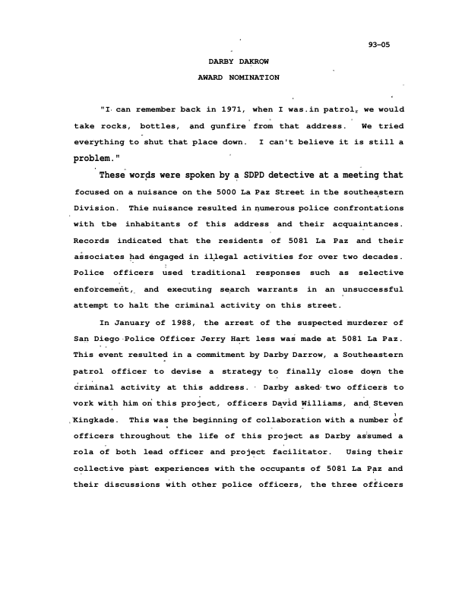 93-05
DARBY DAKROW
AWARD NOMINATION
"I can remember back in 1971, when I was in patrol, we would
take rocks, bottles, and gunfire from that address. We tried
everything to shut that place down. I can't believe it is still a
problem."
These words were spoken by a SDPD detective at a meeting that
focused on a nuisance on the 5000 La Paz Street in the southeastern
Division. Thie nuisance resulted in numerous police confrontations
with tbe inhabitants of this address and their acquaintances.
Records indicated that the residents of 5081 La Paz and their
associates had engaged in illegal activities for over two decades.
Police officers used traditional responses such as selective
enforcement, and executing search warrants in an unsuccessful
attempt to halt the criminal activity on this street.
In January of 1988, the arrest of the suspected murderer of
San Diego Police Officer Jerry Hart less was made at 5081 La Paz.
This event resulted in a commitment by Darby Darrow, a Southeastern
patrol officer to devise a strategy to finally close down the
criminal activity at this address. Darby asked two officers to
vork with him on this project, officers David Williams, and Steven
Kingkade. This was the beginning of collaboration with a number of
officers throughout the life of this project as Darby assumed a
rola of both lead officer and project facilitator. Using their
collective past experiences with the occupants of 5081 La Paz and
their discussions with other police officers, the three officers